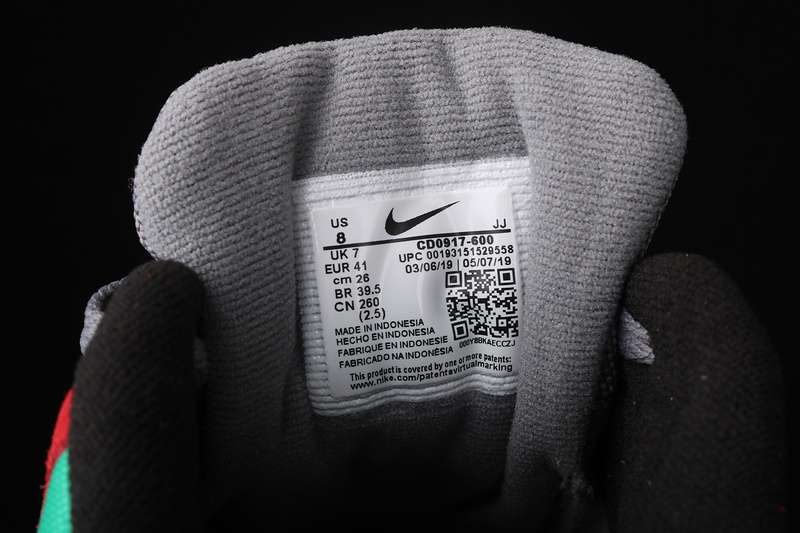 US
8
JJ
CD0917-600
UK 7
UPC 00193151529558
EUR 41
03/06/19 | 05/07/19
cm 26
BR 39.5
CN 260
(2.5)
MADE IN INDONESIA
HECHO EN INDONESIA
FABRIQUE EN INDONESIE
FABRICADO NA INDONÉSIA
000Y8BKAECCZJ
This product is covered by one or more patents:
www.nike.com/patentsvirtualmarking